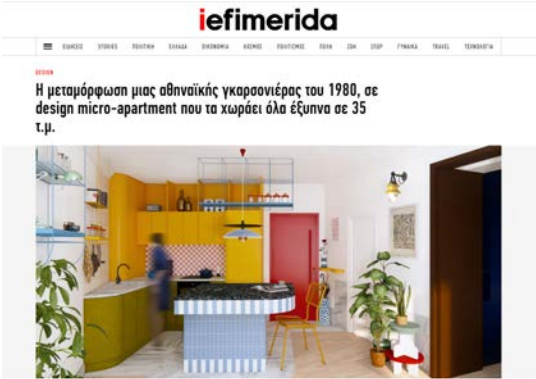 iefimerida
ΕΙΔΗΣΕΙΣ STORIES ΠΟΛΙΤΙΚΗ ΕΛΛΑΔΑ ΟΙΚΟΝΟΜΙΑ ΚΟΣΜΟΣ ΠΟΛΙΤΙΣΜΟΣ ΠΟΛΗ ΖΩΗ ΣΠΟΡ ΓΥΝΑΙΚΑ TRAVEL ΤΕΧΝΟΛΟΓΙΑ
DESIGN
Η μεταμόρφωση μιας αθηναϊκής γκαρσονιέρας του 1980, σε
design micro-apartment που τα χωράει όλα έξυπνα σε 35
τ.μ.